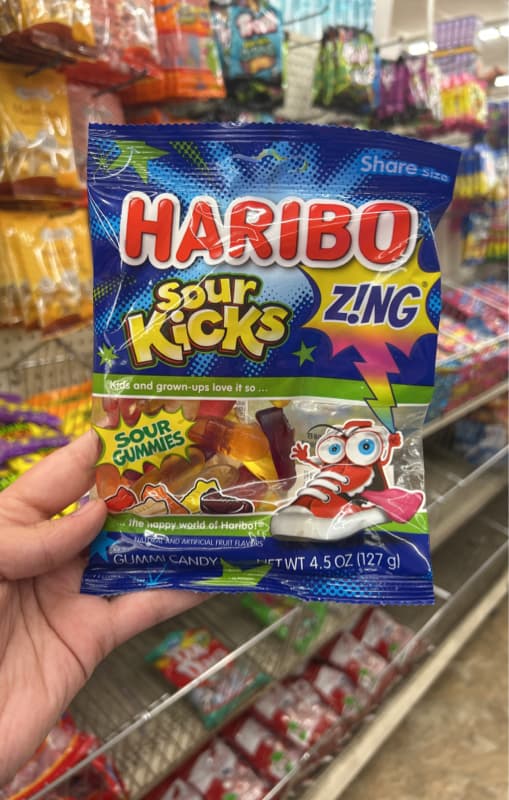 Share size
HARIBO
Sour
Kicks
Z!NG
Kids and grown-ups love it so ...
SOUR
GUMMIES
... the happy world of Haribo!
NATURAL AND ARTIFICIAL FRUIT FLAVORS
GUMMI CANDY
NET WT 4.5 OZ (127 g)